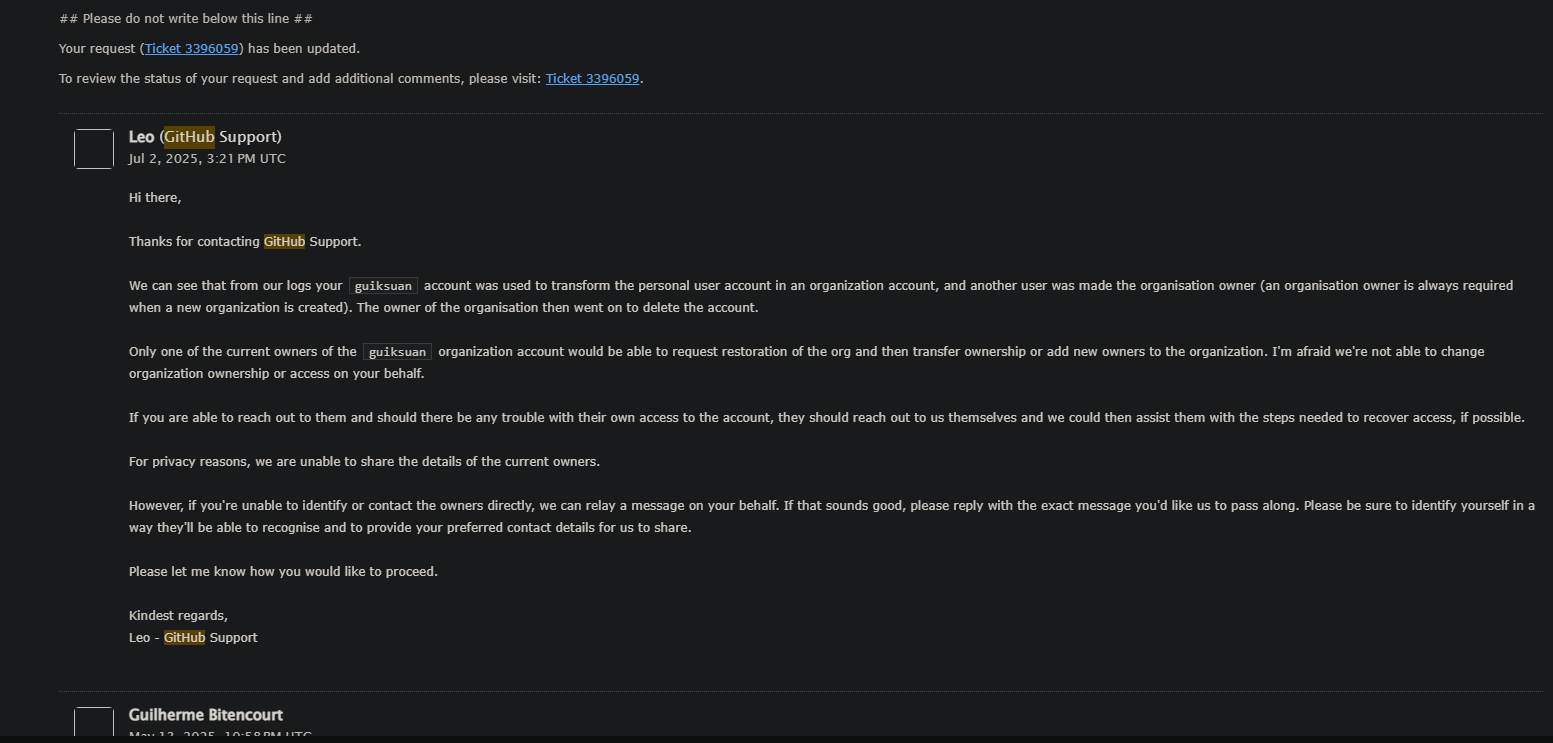 ## Please do not write below this line ##
Your request (Ticket 3396059) has been updated.
To review the status of your request and add additional comments, please visit: Ticket 3396059.
Leo (GitHub Support)
Jul 2, 2025, 3:21 PM UTC
Hi there,
Thanks for contacting GitHub Support.
We can see that from our logs your guiksuan account was used to transform the personal user account in an organization account, and another user was made the organisation owner (an organisation owner is always required
when a new organization is created). The owner of the organisation then went on to delete the account.
Only one of the current owners of the guiksuan organization account would be able to request restoration of the org and then transfer ownership or add new owners to the organization. I'm afraid we're not able to change
organization ownership or access on your behalf.
If you are able to reach out to them and should there be any trouble with their own access to the account, they should reach out to us themselves and we could then assist them with the steps needed to recover access, if possible.
For privacy reasons, we are unable to share the details of the current owners.
However, if you're unable to identify or contact the owners directly, we can relay a message on your behalf. If that sounds good, please reply with the exact message you'd like us to pass along. Please be sure to identify yourself in a
way they'll be able to recognise and to provide your preferred contact details for us to share.
Please let me know how you would like to proceed.
Kindest regards,
Leo - GitHub Support
Guilherme Bitencourt
May 13, 2025, 10:58 PM UTC